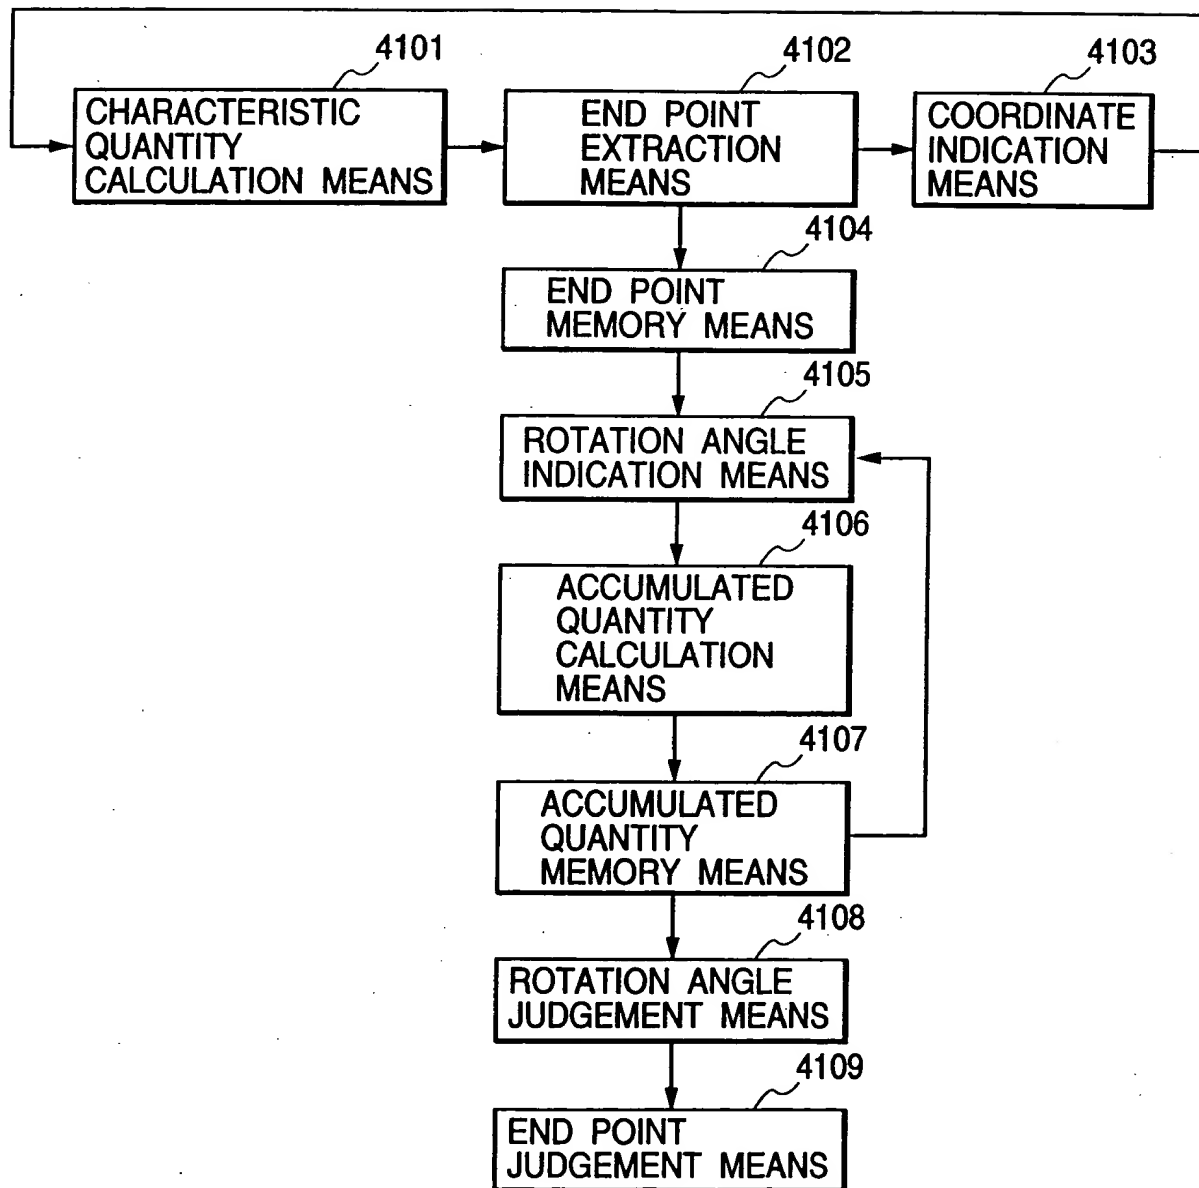 4101
CHARACTERISTIC
QUANTITY
CALCULATION MEANS
4102
END POINT
EXTRACTION
MEANS
4103
COORDINATE
INDICATION
MEANS
4104
END POINT
MEMORY MEANS
4105
ROTATION ANGLE
INDICATION MEANS
4106
ACCUMULATED
QUANTITY
CALCULATION
MEANS
4107
ACCUMULATED
QUANTITY
MEMORY MEANS
4108
ROTATION ANGLE
JUDGEMENT MEANS
4109
END POINT
JUDGEMENT MEANS